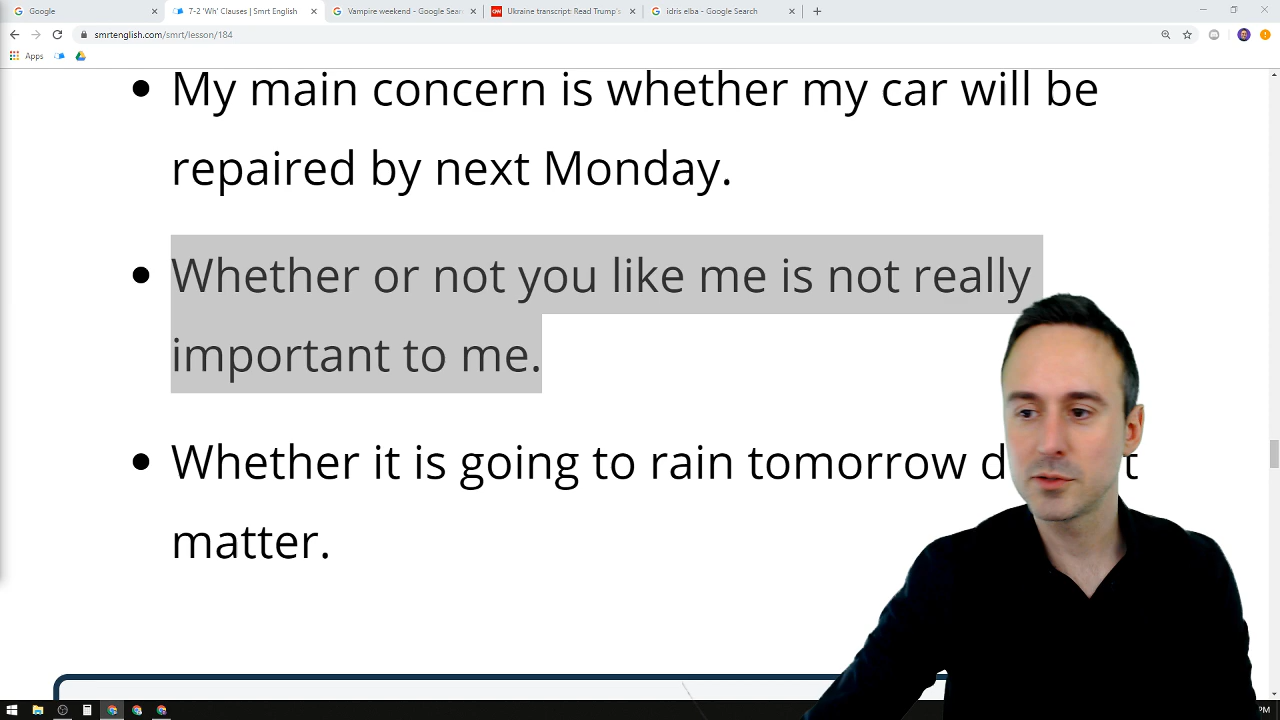 Google
7-2 'Wh' Clauses | Smrt English
Vampire weekend - Google Sear
CNN
Ukraine transcript: Read Trump's
idris elba - Google Search
smrtenglish.com/smrt/lesson/184
Apps
My main concern is whether my car will be
repaired by next Monday.
Whether or not you like me is not really
important to me.
Whether it is going to rain tomorrow
matter.
PM